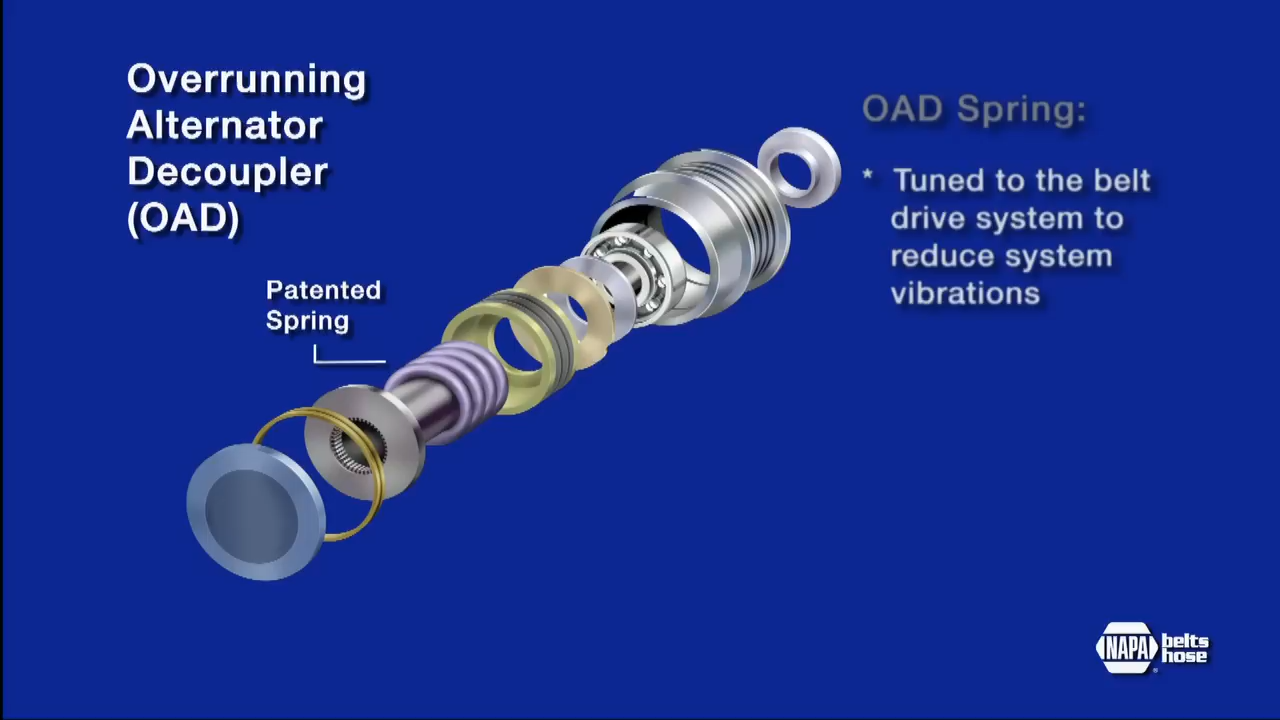 Overrunning
Alternator
Decoupler
(OAD)
Patented
Spring
OAD Spring:
* Tuned to the belt
drive system to
reduce system
vibrations
NAPA
belts
hose